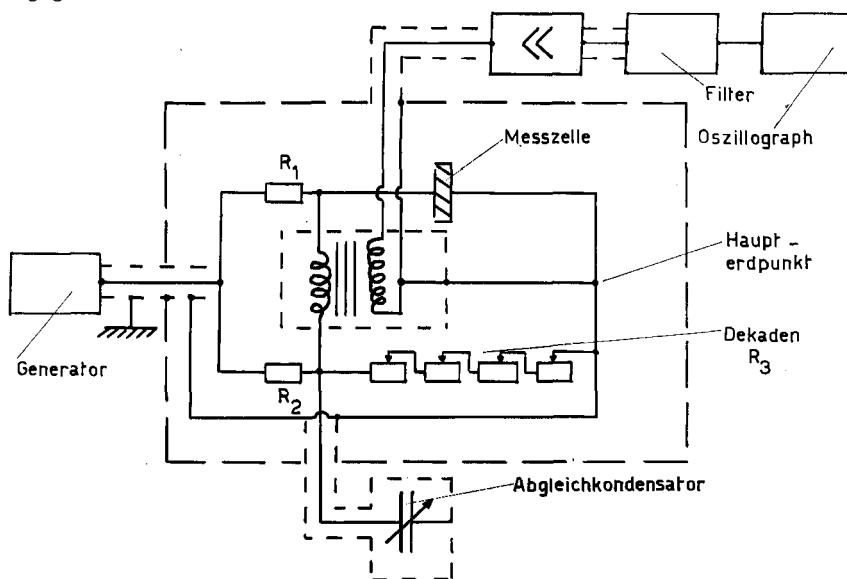 Filter
Oszillograph
Messzelle
R1
Haupt -
erdpunkt
Dekaden
R3
Generator
R2
Abgleichkondensator